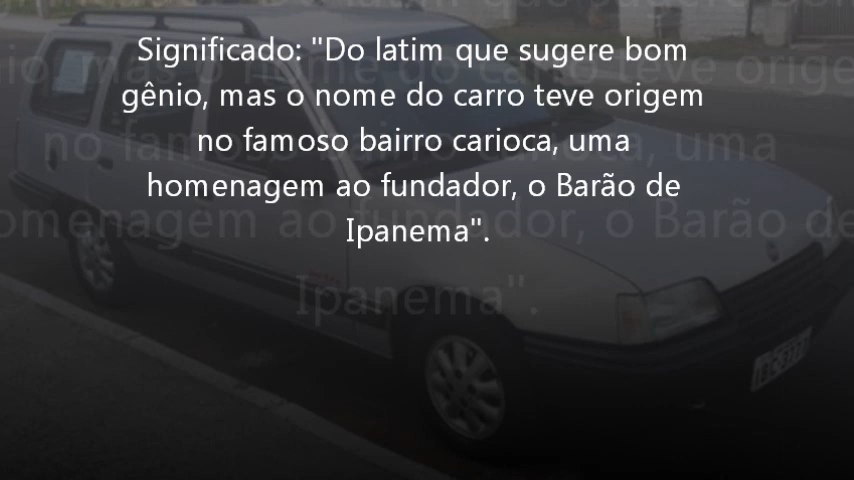 Significado: "Do latim que sugere bom
gênio, mas o nome do carro teve origem
no famoso bairro carioca, uma
homenagem ao fundador, o Barão de
Ipanema".